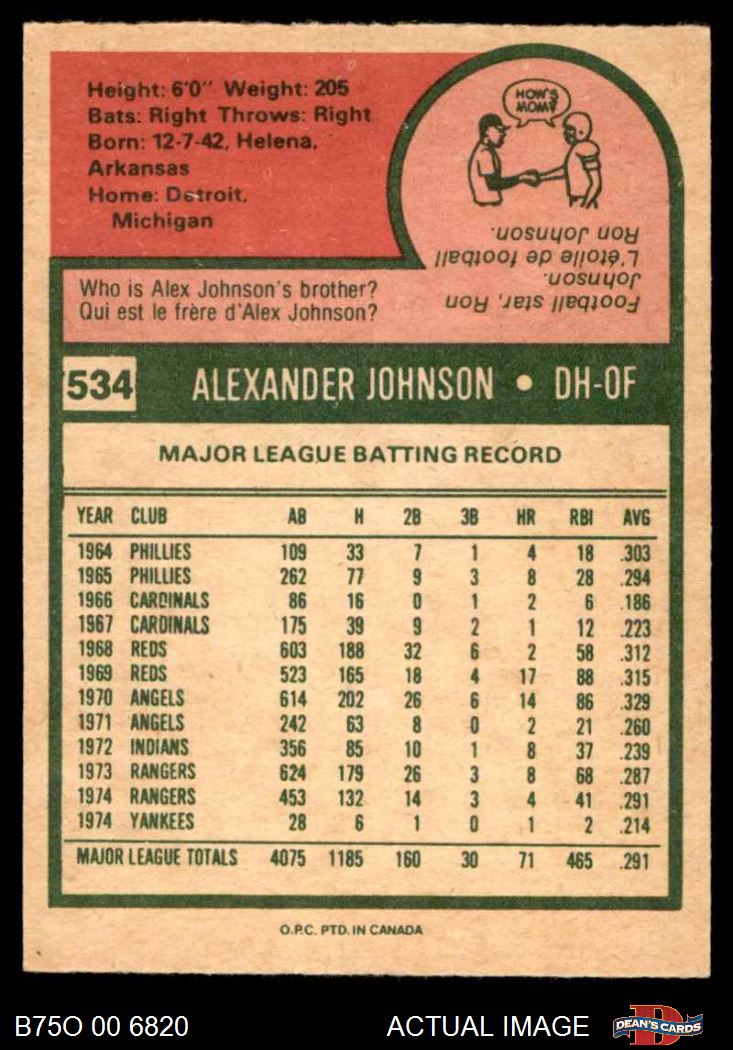 Height: 6'0" Weight: 205
Bats: Right Throws: Right
Born: 12-7-42, Helena,
Arkansas
Home: Detroit,
Michigan
HOW'S
MOM?
Football star, Ron
Johnson.
L'étoile de football
Ron Johnson.
Who is Alex Johnson's brother?
Qui est le frère d'Alex Johnson?
534 ALEXANDER JOHNSON • DH-OF
MAJOR LEAGUE BATTING RECORD
YEAR CLUB AB H 2B 3B HR RBI AVG
1964 PHILLIES 109 33 7 1 4 18 .303
1965 PHILLIES 262 77 9 3 8 28 .294
1966 CARDINALS 86 16 0 1 2 6 .186
1967 CARDINALS 175 39 9 2 1 12 .223
1968 REDS 603 188 32 6 2 58 .312
1969 REDS 523 165 18 4 17 88 .315
1970 ANGELS 614 202 26 6 14 86 .329
1971 ANGELS 242 63 8 0 2 21 .260
1972 INDIANS 356 85 10 1 8 37 .239
1973 RANGERS 624 179 26 3 8 68 .287
1974 RANGERS 453 132 14 3 4 41 .291
1974 YANKEES 28 6 1 0 1 2 .214
MAJOR LEAGUE TOTALS 4075 1185 160 30 71 465 .291
O.P.C. PTD. IN CANADA
B75O 00 6820 ACTUAL IMAGE D DEAN'S CARDS